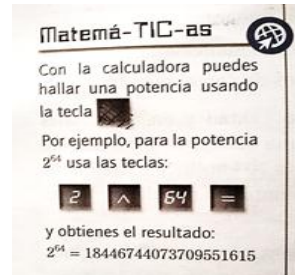 Matemá-TIC-as
Con la calculadora puedes
hallar una potencia usando
la tecla
Por ejemplo, para la potencia
2⁶⁴ usa las teclas:
2 ^ 64 =
y obtienes el resultado:
2⁶⁴ = 18446744073709551615